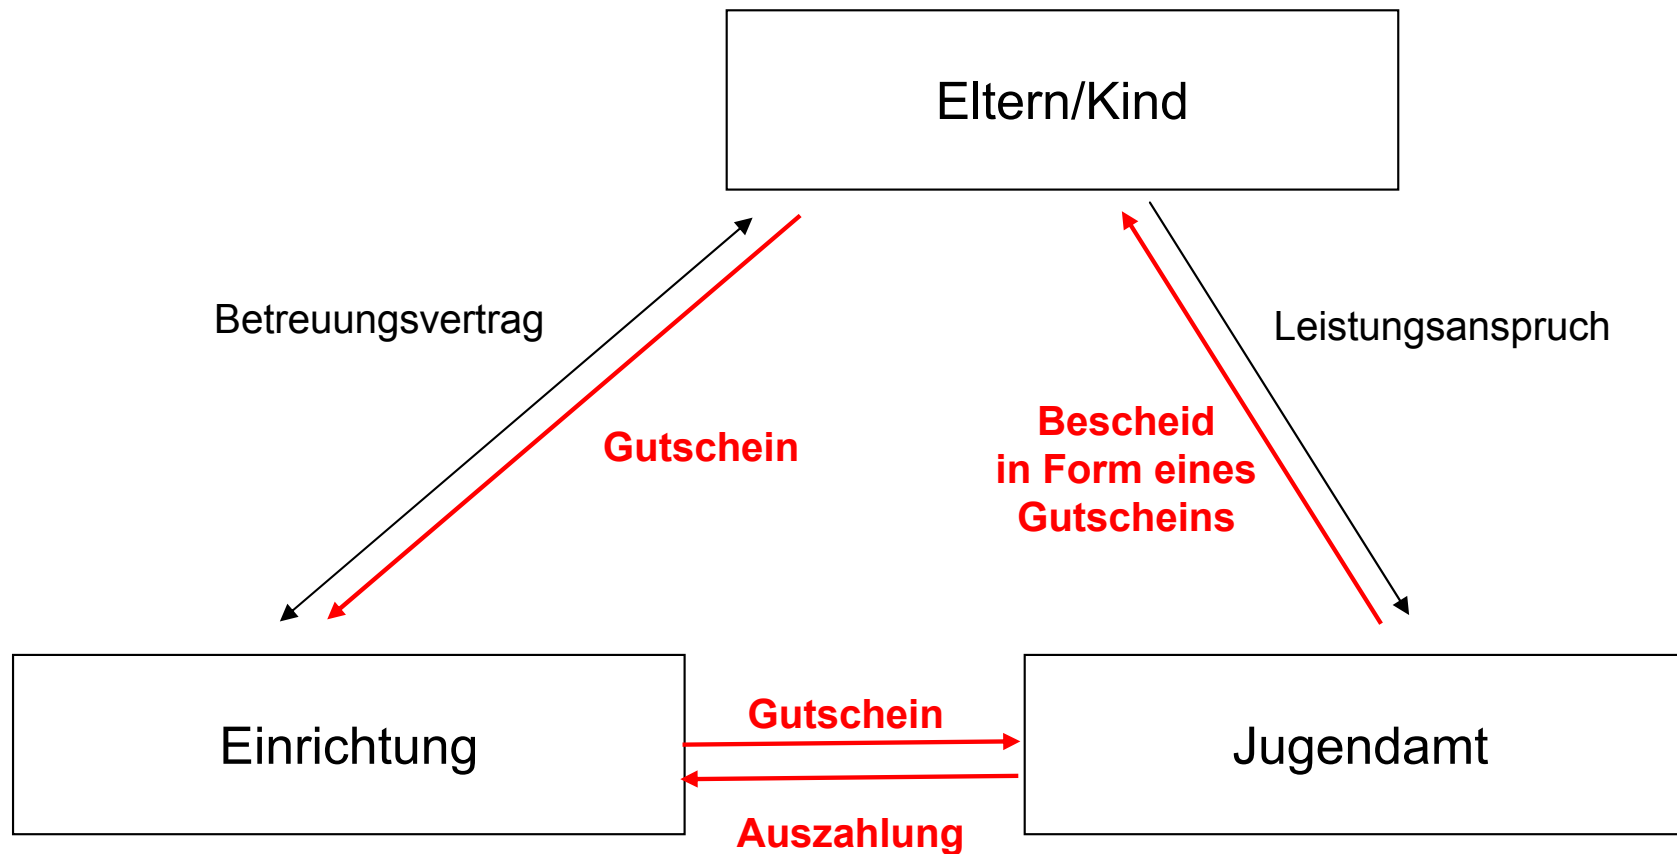 Eltern/Kind
Betreuungsvertrag
Leistungsanspruch
Gutschein
Bescheid
in Form eines
Gutscheins
Einrichtung
Gutschein
Auszahlung
Jugendamt